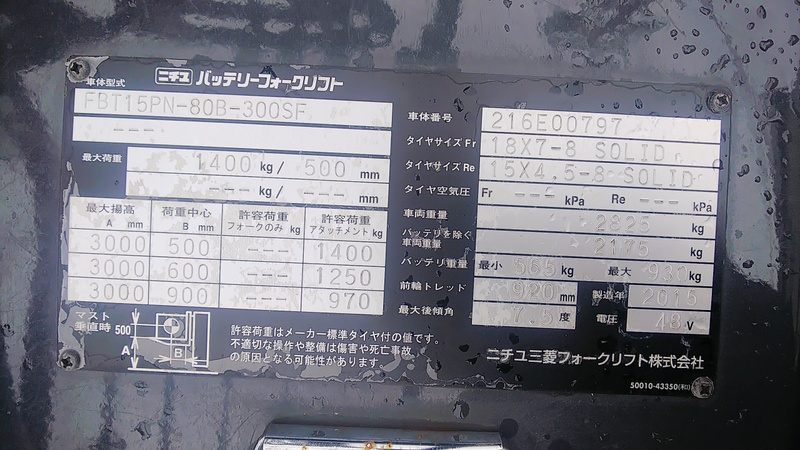 ニチユ バッテリーフォークリフト
車体型式
FBT15PN-80B-300SF
---
最大荷重 1400 kg/ 500 mm
--- kg/ --- mm
最大揚高 A mm 荷重中心 B mm 許容荷重 フォークのみ kg 許容荷重 アタッチメント kg
3000 500 --- 1400
3000 600 --- 1250
3000 900 --- 970
マスト垂直時 500
A
B
許容荷重はメーカー標準タイヤ付の値です。
不適切な操作や整備は傷害や死亡事故
の原因となる可能性があります。
車体番号 216E00797
タイヤサイズ Fr 18X7-8 SOLID
タイヤサイズ Re 15X4.5-8 SOLID
タイヤ空気圧 Fr --- kPa Re --- kPa
車両重量 2825 kg
バッテリを除く車両重量 2175 kg
バッテリ重量 最小 565 kg 最大 930 kg
前輪トレッド 920 mm 製造年 2015
最大後傾角 7.5 度 電圧 48 V
ニチユ三菱フォークリフト株式会社
50010-43350(和)